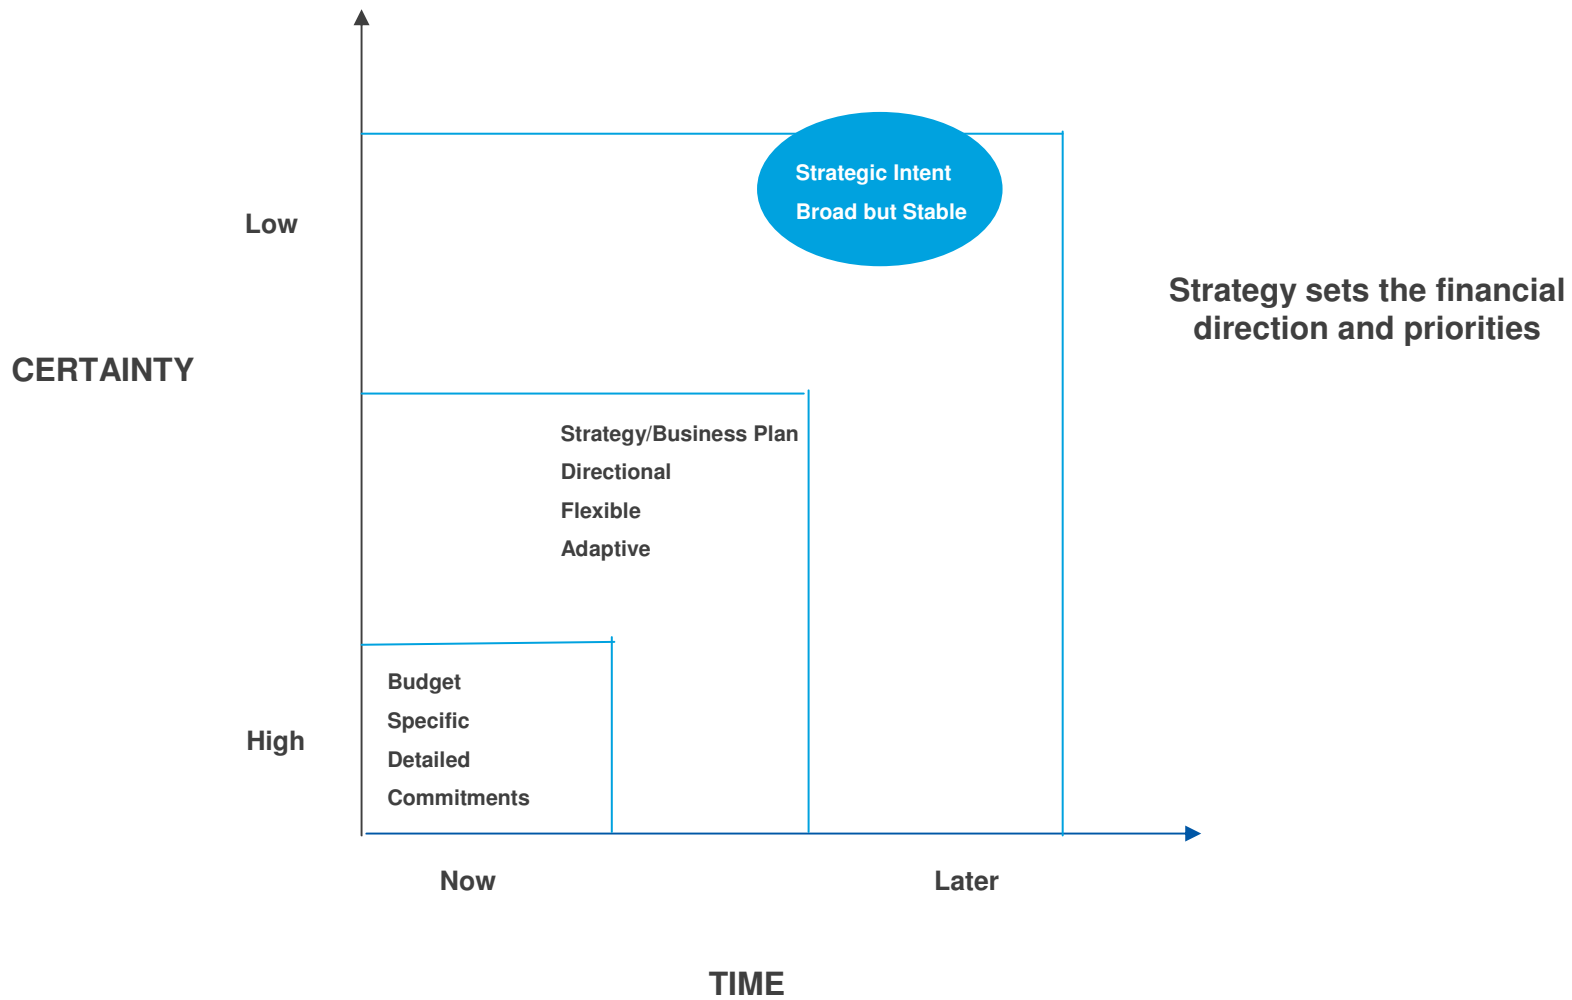 Strategic Intent
Broad but Stable
Low
Strategy sets the financial
direction and priorities
CERTAINTY
Strategy/Business Plan
Directional
Flexible
Adaptive
Budget
Specific
Detailed
Commitments
High
Now
Later
TIME